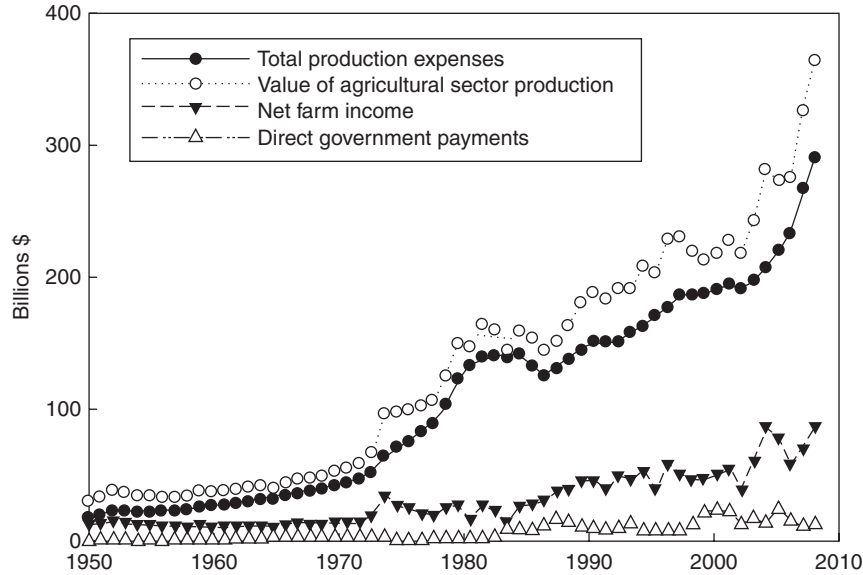 400
Total production expenses
Value of agricultural sector production
Net farm income
Direct government payments
300
Billions $
200
100
0
1950 1960 1970 1980 1990 2000 2010